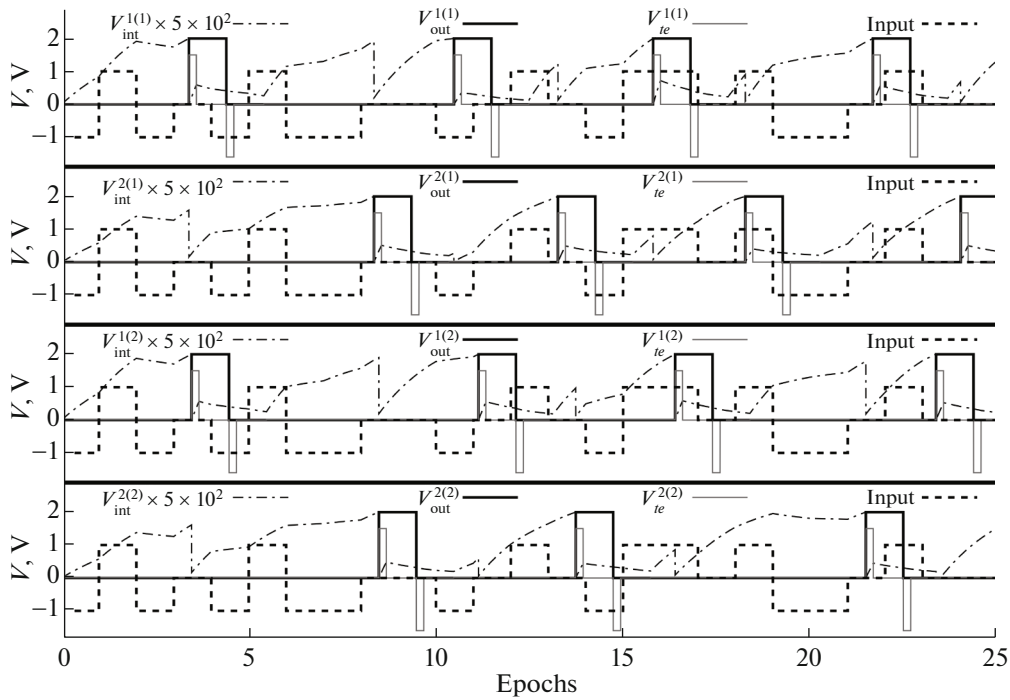 V_int^1(1) × 5 × 10^2 V_out^1(1) V_te^1(1) Input
V, V
2
1
0
−1
V_int^2(1) × 5 × 10^2 V_out^2(1) V_te^2(1) Input
V, V
2
1
0
−1
V_int^1(2) × 5 × 10^2 V_out^1(2) V_te^1(2) Input
V, V
2
1
0
−1
V_int^2(2) × 5 × 10^2 V_out^2(2) V_te^2(2) Input
V, V
2
1
0
−1
0 5 10 15 20 25
Epochs